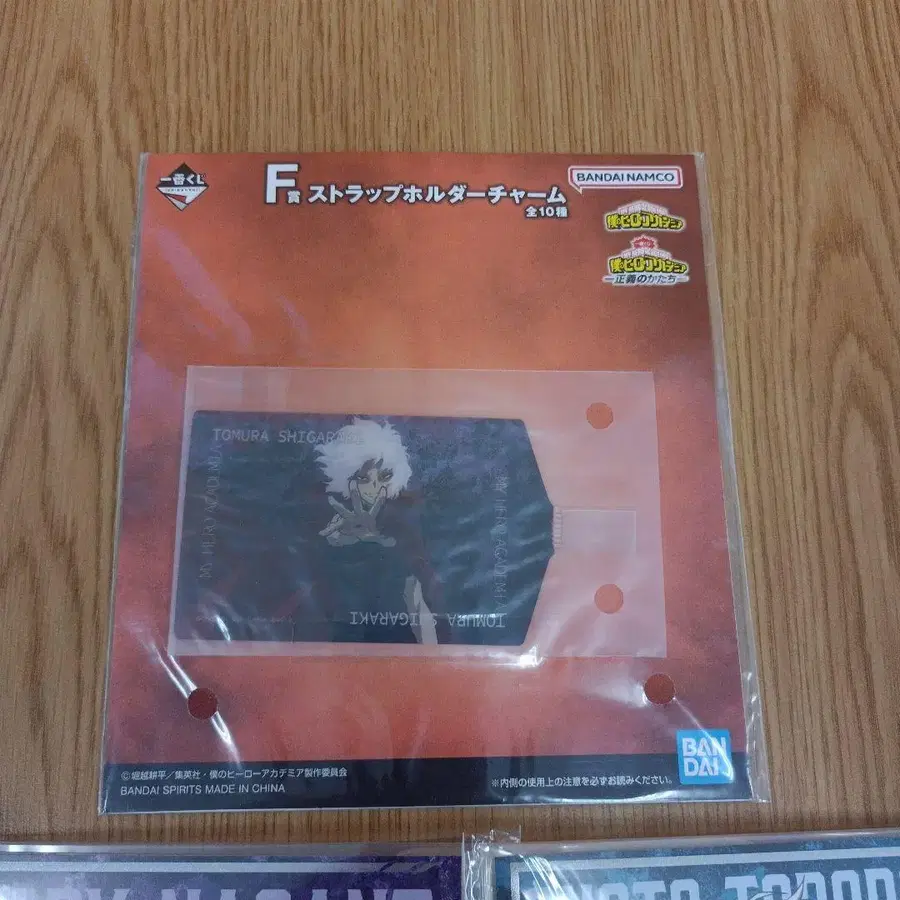 一番くじ
F賞 ストラップホルダーチャーム
全10種
BANDAI NAMCO
僕のヒーローアカデミア
僕のヒーローアカデミア
正義のかたち
TOMURA SHIGARAKI
MY HERO ACADEMIA
MY HERO ACADEMIA
TOMURA SHIGARAKI
BAN
DAI
©堀越耕平／集英社・僕のヒーローアカデミア製作委員会
BANDAI SPIRITS MADE IN CHINA
※内側の使用上の注意を必ずお読みください。